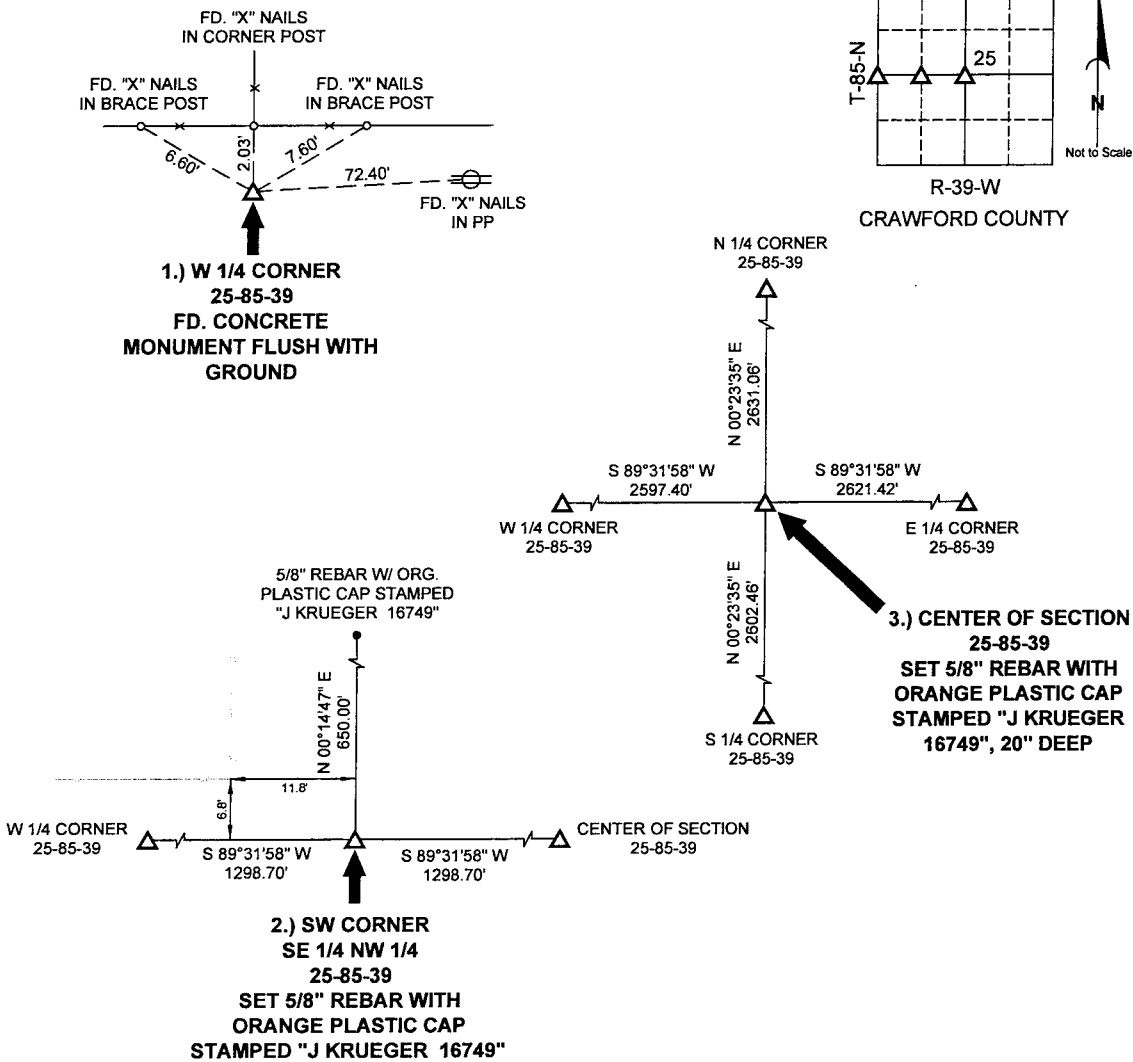 FD. "X" NAILS
IN CORNER POST
FD. "X" NAILS
IN BRACE POST
FD. "X" NAILS
IN BRACE POST
6.60'
2.03'
7.60'
72.40'
FD. "X" NAILS
IN PP
1.) W 1/4 CORNER
25-85-39
FD. CONCRETE
MONUMENT FLUSH WITH
GROUND
T-85-N
25
N
Not to Scale
R-39-W
CRAWFORD COUNTY
N 1/4 CORNER
25-85-39
N 00°23'35" E
2631.06'
S 89°31'58" W
2597.40'
S 89°31'58" W
2621.42'
W 1/4 CORNER
25-85-39
E 1/4 CORNER
25-85-39
N 00°23'35" E
2602.46'
S 1/4 CORNER
25-85-39
3.) CENTER OF SECTION
25-85-39
SET 5/8" REBAR WITH
ORANGE PLASTIC CAP
STAMPED "J KRUEGER
16749", 20" DEEP
5/8" REBAR W/ ORG.
PLASTIC CAP STAMPED
"J KRUEGER 16749"
N 00°14'47" E
650.00'
11.8'
6.8'
W 1/4 CORNER
25-85-39
S 89°31'58" W
1298.70'
S 89°31'58" W
1298.70'
CENTER OF SECTION
25-85-39
2.) SW CORNER
SE 1/4 NW 1/4
25-85-39
SET 5/8" REBAR WITH
ORANGE PLASTIC CAP
STAMPED "J KRUEGER 16749"